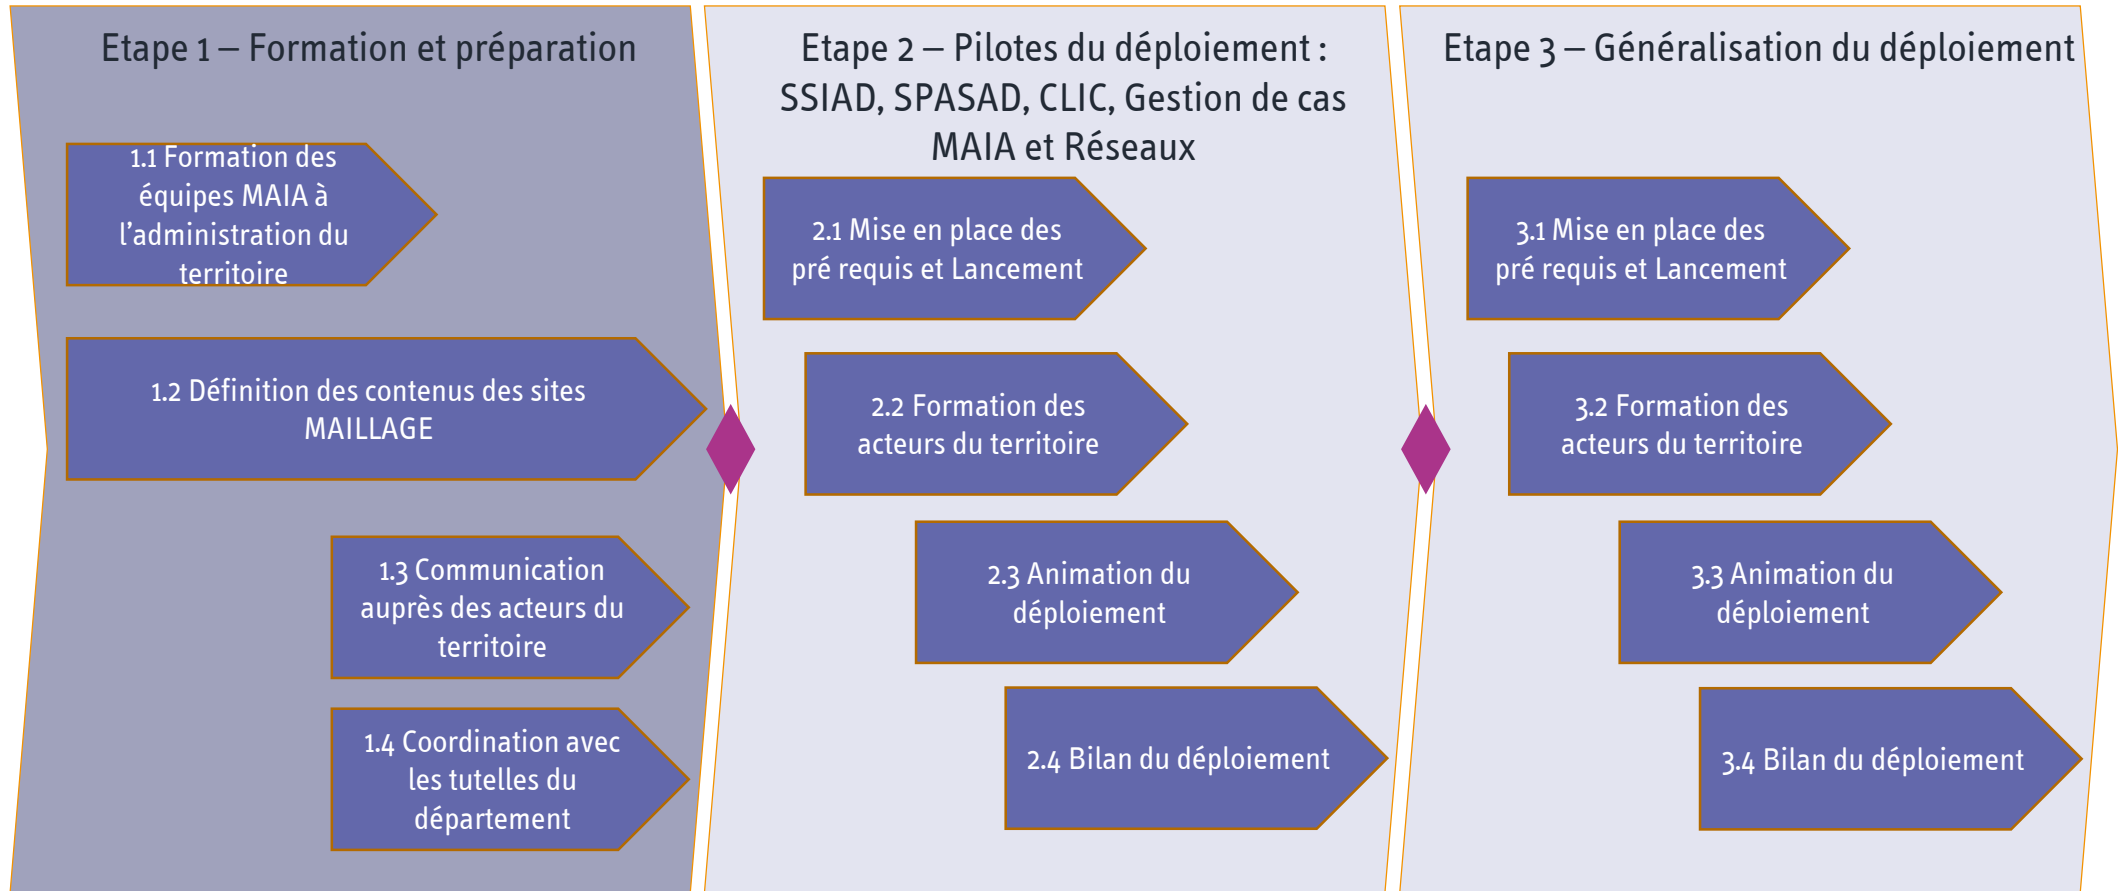 Etape 1 – Formation et préparation
1.1 Formation des
équipes MAIA à
l’administration du
territoire
1.2 Définition des contenus des sites
MAILLAGE
1.3 Communication
auprès des acteurs du
territoire
1.4 Coordination avec
les tutelles du
département
Etape 2 – Pilotes du déploiement :
SSIAD, SPASAD, CLIC, Gestion de cas
MAIA et Réseaux
2.1 Mise en place des
pré requis et Lancement
2.2 Formation des
acteurs du territoire
2.3 Animation du
déploiement
2.4 Bilan du déploiement
Etape 3 – Généralisation du déploiement
3.1 Mise en place des
pré requis et Lancement
3.2 Formation des
acteurs du territoire
3.3 Animation du
déploiement
3.4 Bilan du déploiement